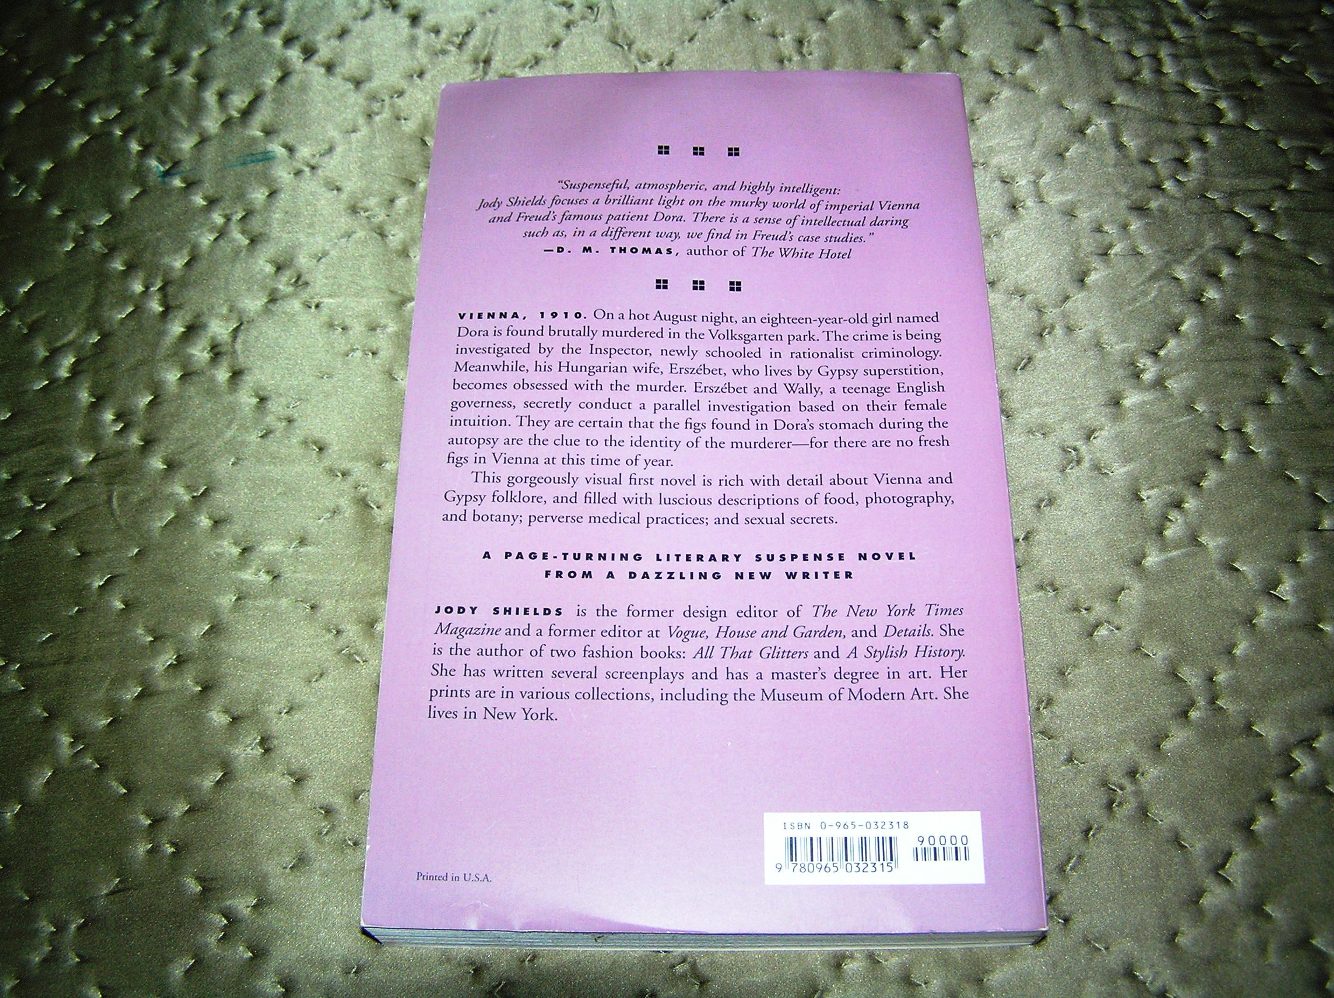 “Suspenseful, atmospheric, and highly intelligent:
Jody Shields focuses a brilliant light on the murky world of imperial Vienna
and Freud's famous patient Dora. There is a sense of intellectual daring
such as, in a different way, we find in Freud's case studies.”
—D. M. THOMAS, author of The White Hotel
VIENNA, 1910. On a hot August night, an eighteen-year-old girl named
Dora is found brutally murdered in the Volksgarten park. The crime is being
investigated by the Inspector, newly schooled in rationalist criminology.
Meanwhile, his Hungarian wife, Erszébet, who lives by Gypsy superstition,
becomes obsessed with the murder. Erszébet and Wally, a teenage English
governess, secretly conduct a parallel investigation based on their female
intuition. They are certain that the figs found in Dora's stomach during the
autopsy are the clue to the identity of the murderer—for there are no fresh
figs in Vienna at this time of year.
This gorgeously visual first novel is rich with detail about Vienna and
Gypsy folklore, and filled with luscious descriptions of food, photography,
and botany; perverse medical practices; and sexual secrets.
A PAGE-TURNING LITERARY SUSPENSE NOVEL
FROM A DAZZLING NEW WRITER
JODY SHIELDS is the former design editor of The New York Times
Magazine and a former editor at Vogue, House and Garden, and Details. She
is the author of two fashion books: All That Glitters and A Stylish History.
She has written several screenplays and has a master's degree in art. Her
prints are in various collections, including the Museum of Modern Art. She
lives in New York.
ISBN 0-965-032318
90000
9 780965 032315
Printed in U.S.A.